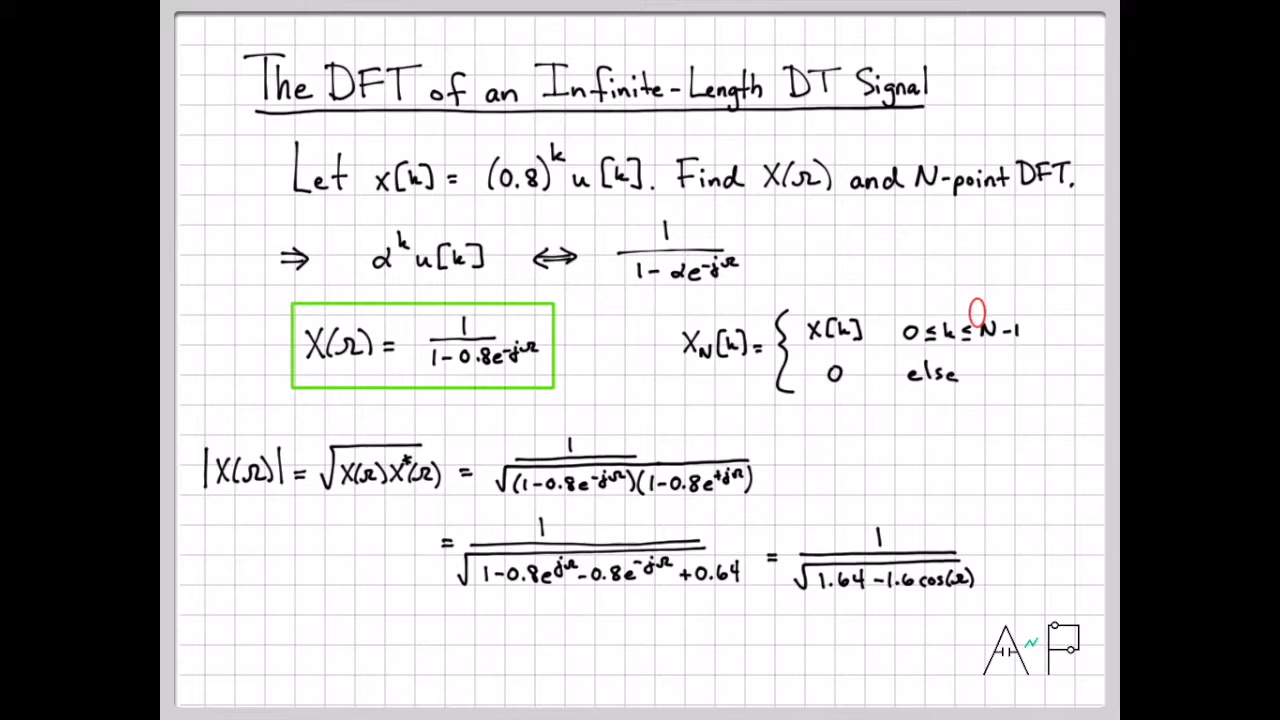 The DFT of an Infinite-Length DT Signal
Let x[k] = (0.8)^k u[k]. Find X(Ω) and N-point DFT.
⇒ α^k u[k] ⇔ 1/(1 - αe^{-jΩ})
X(Ω) = 1/(1 - 0.8e^{-jΩ})
X_N[k] = { x[k] 0 ≤ k ≤ N-1
0 else
|X(Ω)| = √(X(Ω)X*(Ω)) = 1/√((1-0.8e^{-jΩ})(1-0.8e^{+jΩ}))
= 1/√(1-0.8e^{jΩ}-0.8e^{-jΩ}+0.64) = 1/√(1.64-1.6cos(Ω))
A~P